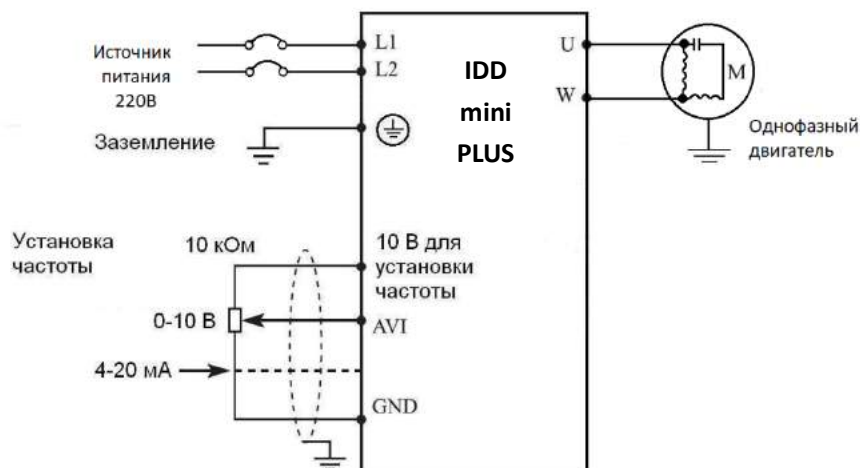 Источник
питания
220В
L1
L2
Заземление
IDD
mini
PLUS
U
W
M
Однофазный
двигатель
Установка
частоты
10 кОм
10 В для
установки
частоты
0-10 В
AVI
4-20 мА
GND